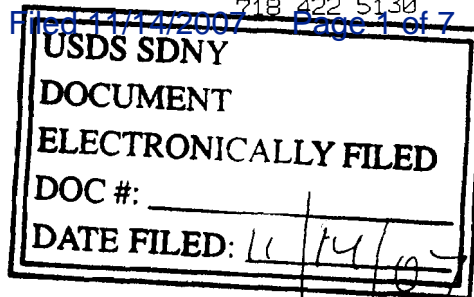 718 422 5130
Filed 11/14/2007 Page 1 of 7
USDS SDNY
DOCUMENT
ELECTRONICALLY FILED
DOC #:
DATE FILED: 11/14/07